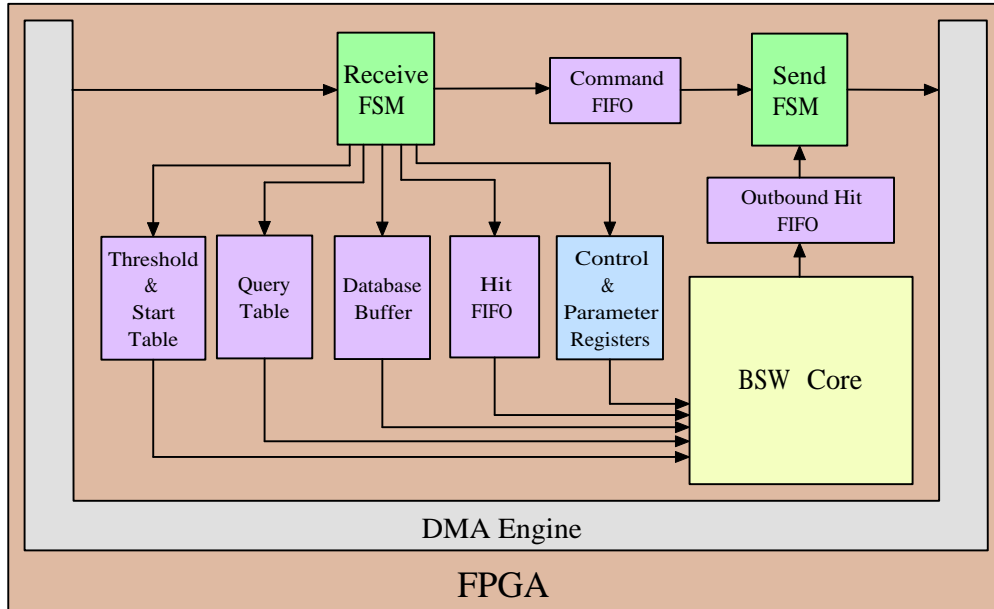 Receive
FSM
Command
FIFO
Send
FSM
Outbound Hit
FIFO
Threshold
&
Start
Table
Query
Table
Database
Buffer
Hit
FIFO
Control
&
Parameter
Registers
BSW Core
DMA Engine
FPGA